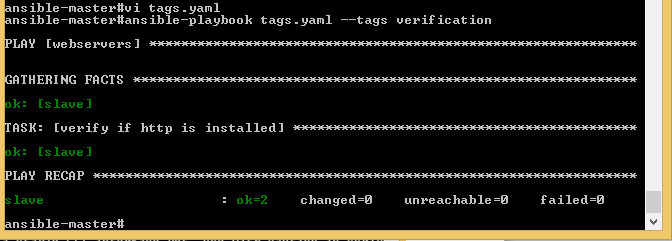 ansible-master#vi tags.yaml
ansible-master#ansible-playbook tags.yaml --tags verification
PLAY [webservers] *************************************************************
GATHERING FACTS ***************************************************************
ok: [slave]
TASK: [verify if http is installed] *******************************************
ok: [slave]
PLAY RECAP ********************************************************************
slave : ok=2 changed=0 unreachable=0 failed=0
ansible-master#